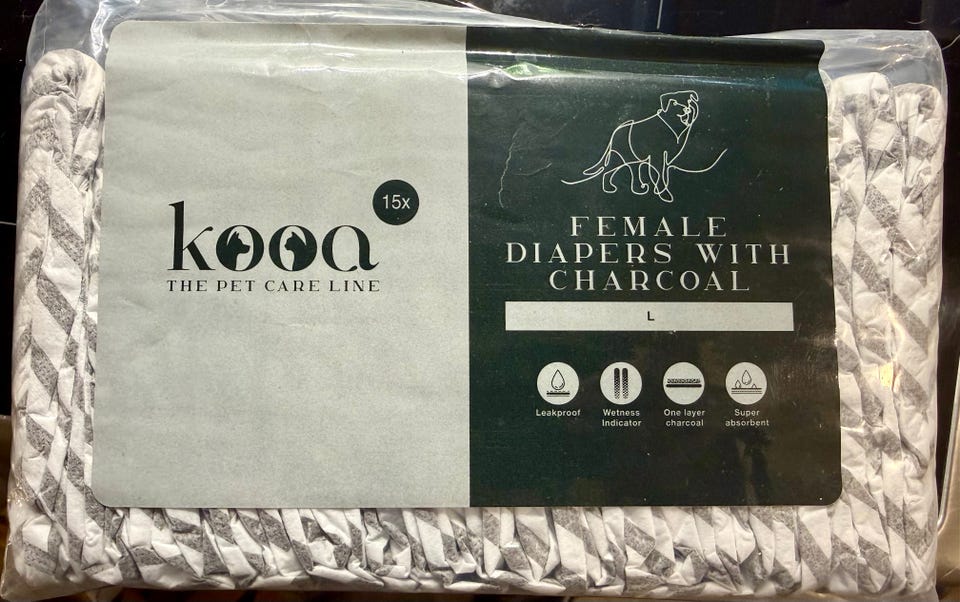 kooa
15x
THE PET CARE LINE
FEMALE
DIAPERS WITH
CHARCOAL
L
Leakproof
Wetness
Indicator
One layer
charcoal
Super
absorbent